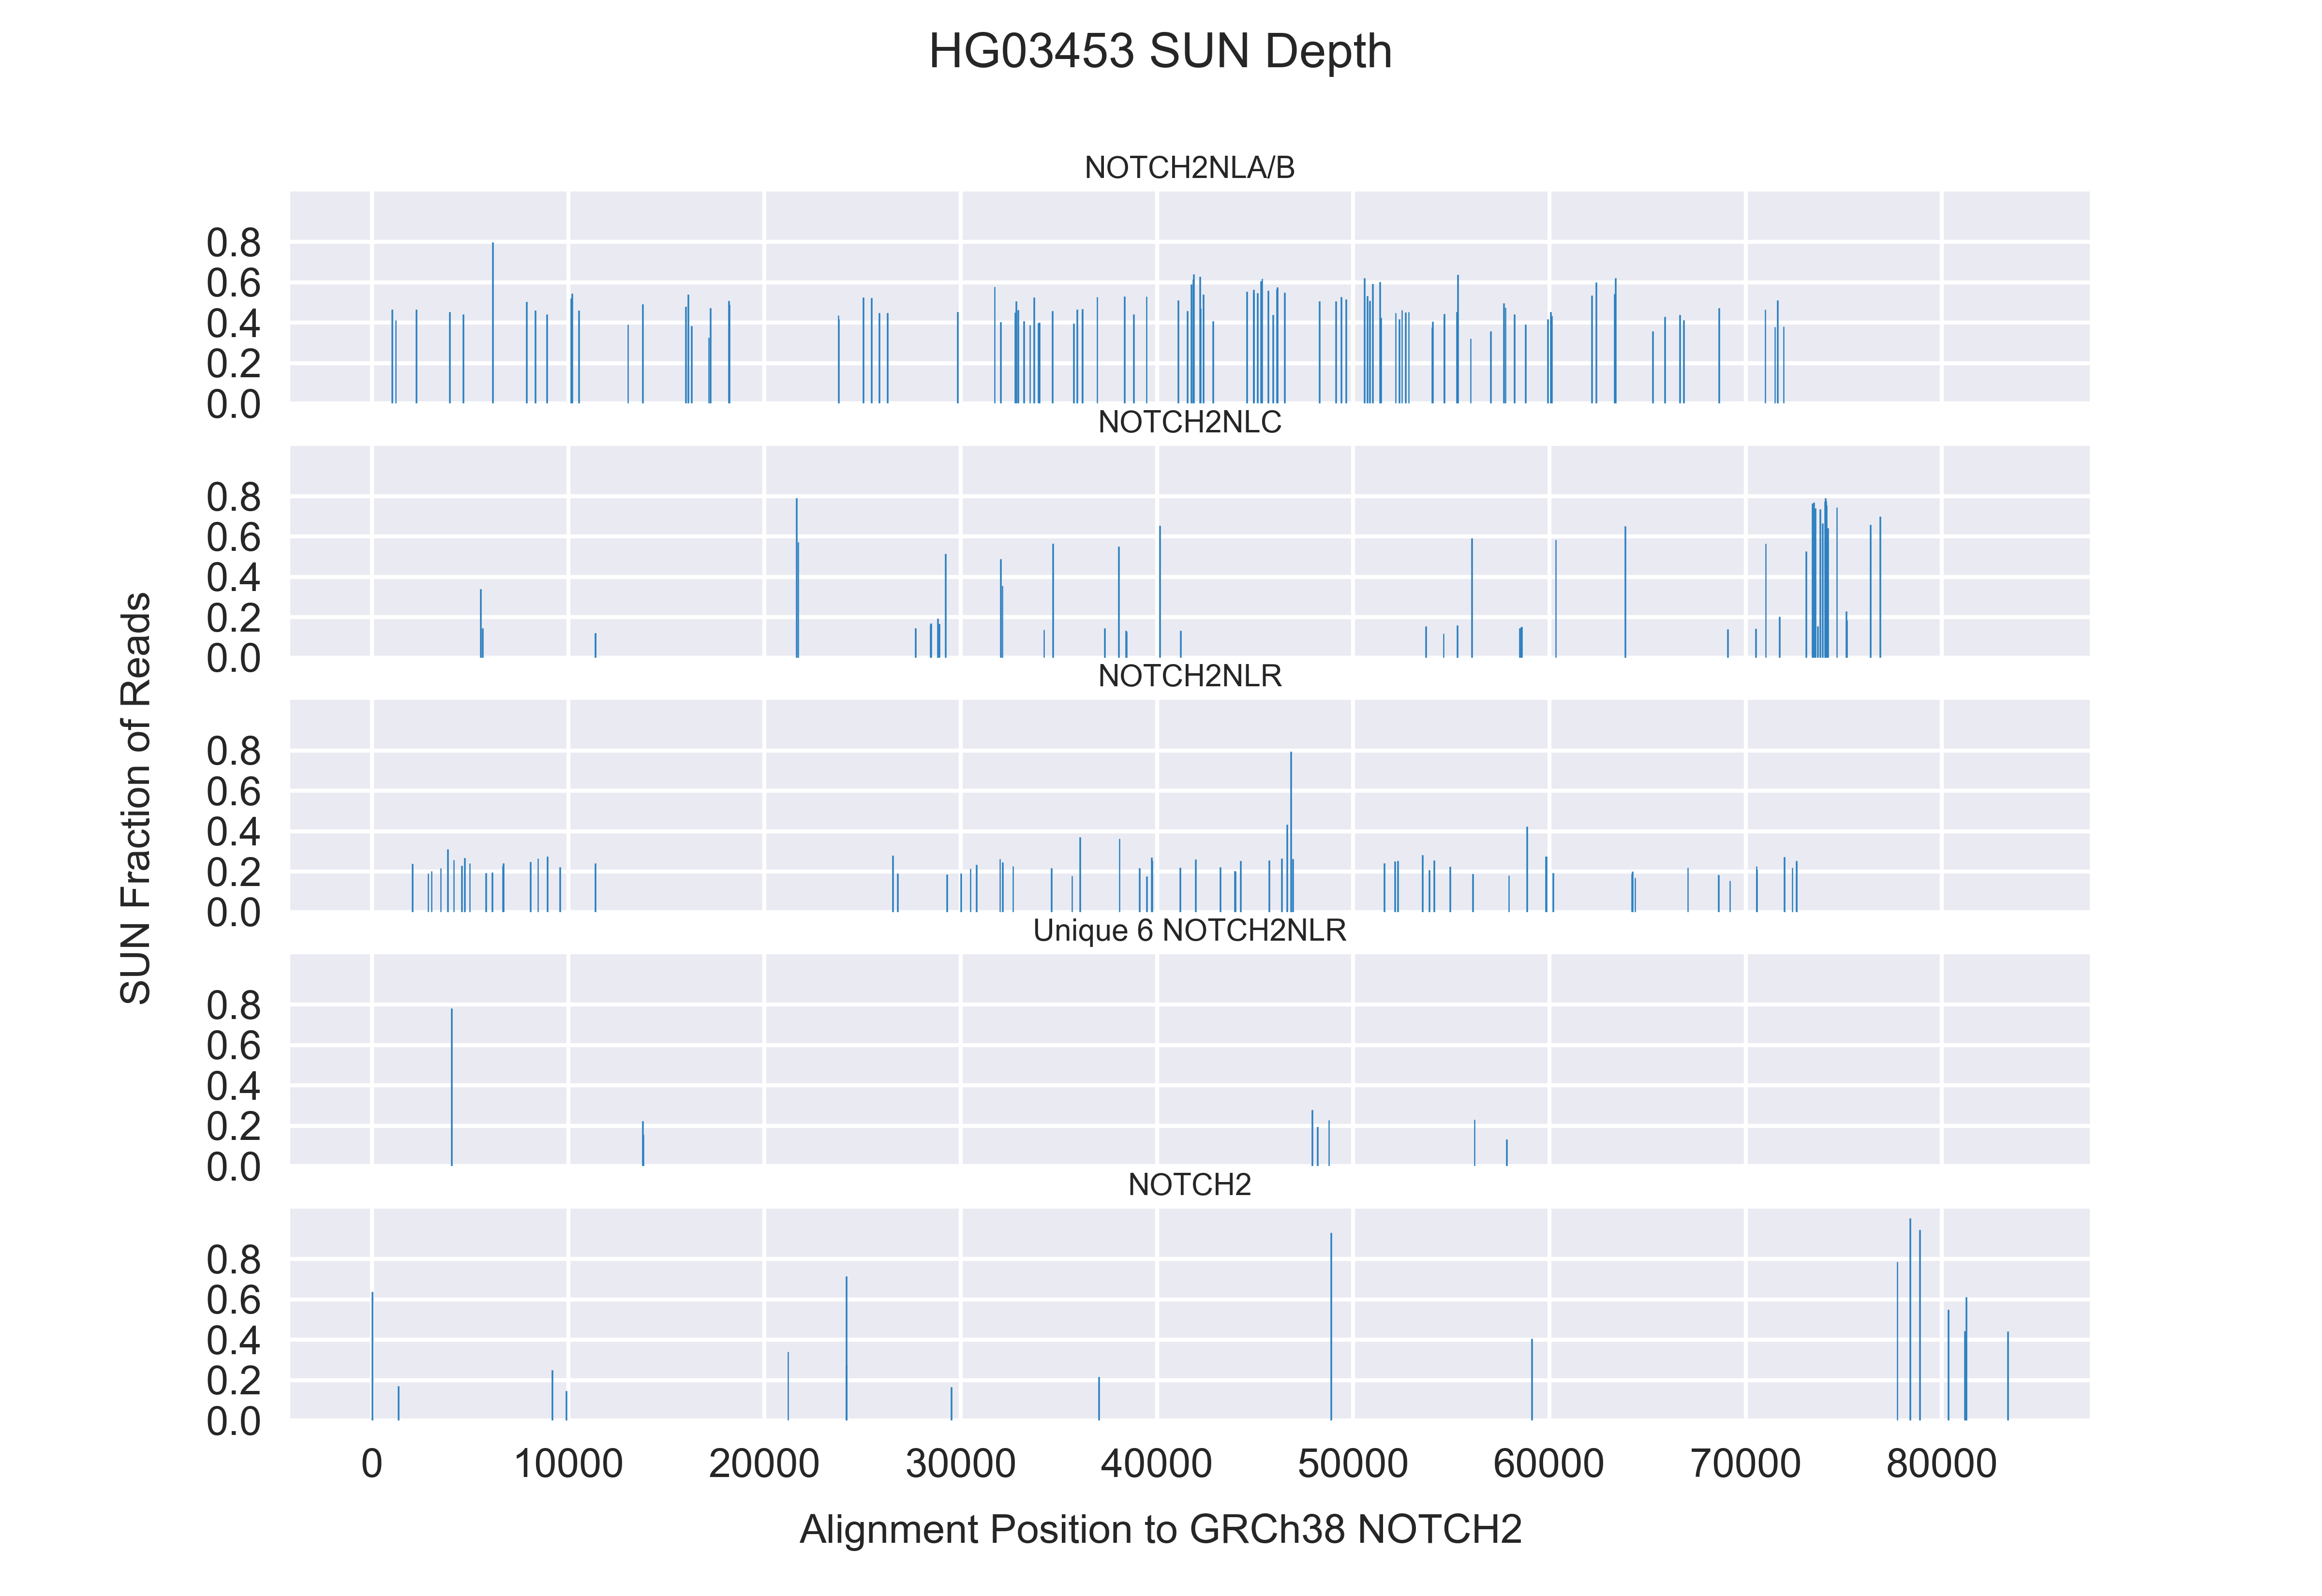 HG03453 SUN Depth
NOTCH2NLA/B
0.8
0.6
0.4
0.2
0.0
NOTCH2NLC
0.8
0.6
0.4
0.2
0.0
NOTCH2NLR
0.8
0.6
0.4
0.2
0.0
Unique 6 NOTCH2NLR
0.8
0.6
0.4
0.2
0.0
NOTCH2
0.8
0.6
0.4
0.2
0.0
SUN Fraction of Reads
0 10000 20000 30000 40000 50000 60000 70000 80000
Alignment Position to GRCh38 NOTCH2